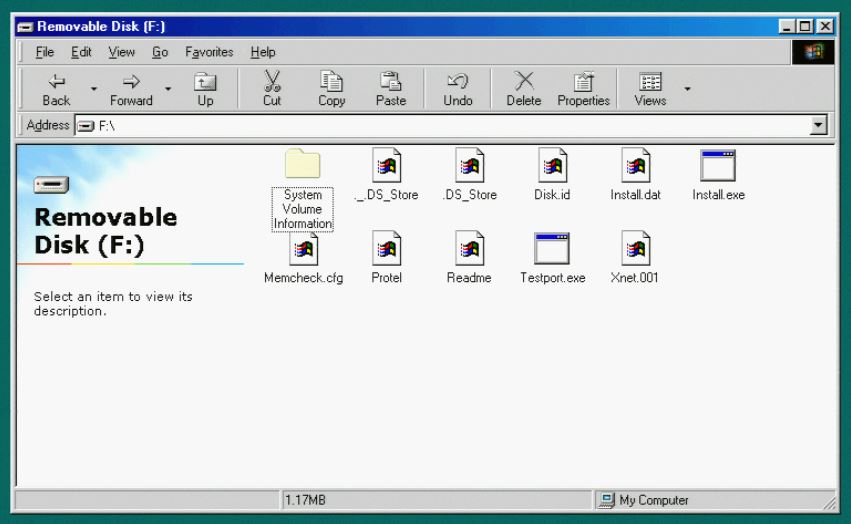 Removable Disk (F:)
File Edit View Go Favorites Help
Back Forward Up Cut Copy Paste Undo Delete Properties Views
Address F:\
Removable
Disk (F:)
Select an item to view its
description.
System
Volume
Information
._.DS_Store
.DS_Store
Disk.id
Install.dat
Install.exe
Memcheck.cfg
Protel
Readme
Testport.exe
Xnet.001
1.17MB
My Computer